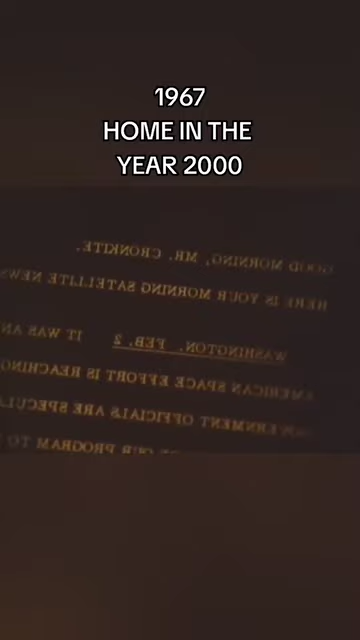 1967
HOME IN THE
YEAR 2000
GOOD MORNING, MR. CRONKITE.
HERE IS YOUR MORNING SATELLITE NEWS
WASHINGTON, FEB. 2 IT WAS AN
AMERICAN SPACE EFFORT IS REACHING
GOVERNMENT OFFICIALS ARE
OUR PROGRAM TO